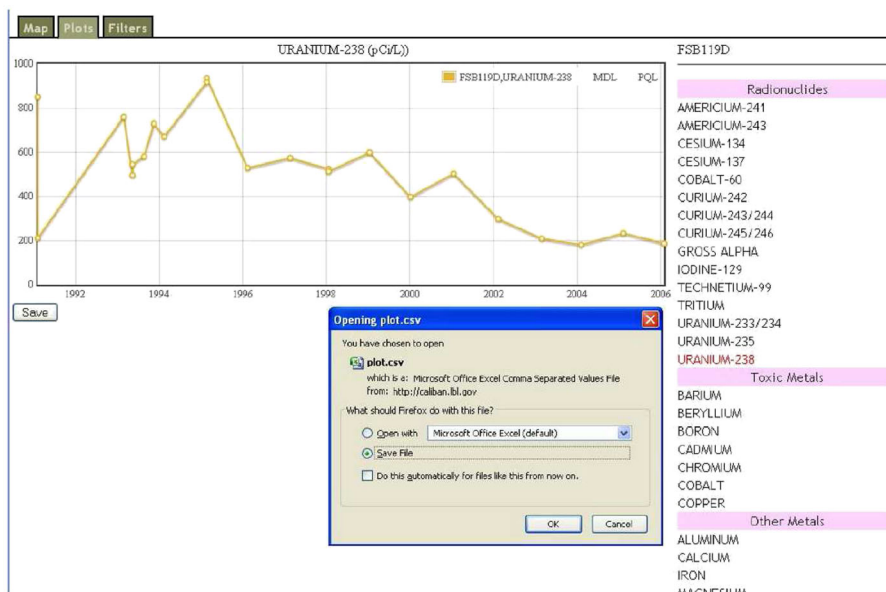 Map Plots Filters
URANIUM-238 (pCi/L))
FSB119D
1000
800
600
400
200
0
FSB119D,URANIUM-238 MDL PQL
1992 1994 1996 1998 2000 2002 2004 2006
Save
Radionuclides
AMERICIUM-241
AMERICIUM-243
CESIUM-134
CESIUM-137
COBALT-60
CURIUM-242
CURIUM-243/244
CURIUM-245/246
GROSS ALPHA
IODINE-129
TECHNETIUM-99
TRITIUM
URANIUM-233/234
URANIUM-235
URANIUM-238
Toxic Metals
BARIUM
BERYLLIUM
BORON
CADMIUM
CHROMIUM
COBALT
COPPER
Other Metals
ALUMINUM
CALCIUM
IRON
MAGNESIUM
Opening plot.csv
You have chosen to open
plot.csv
which is a: Microsoft Office Excel Comma Separated Values File
from: http://caliban.lbl.gov
What should Firefox do with this file?
Open with Microsoft Office Excel (default)
Save File
Do this automatically for files like this from now on.
OK Cancel